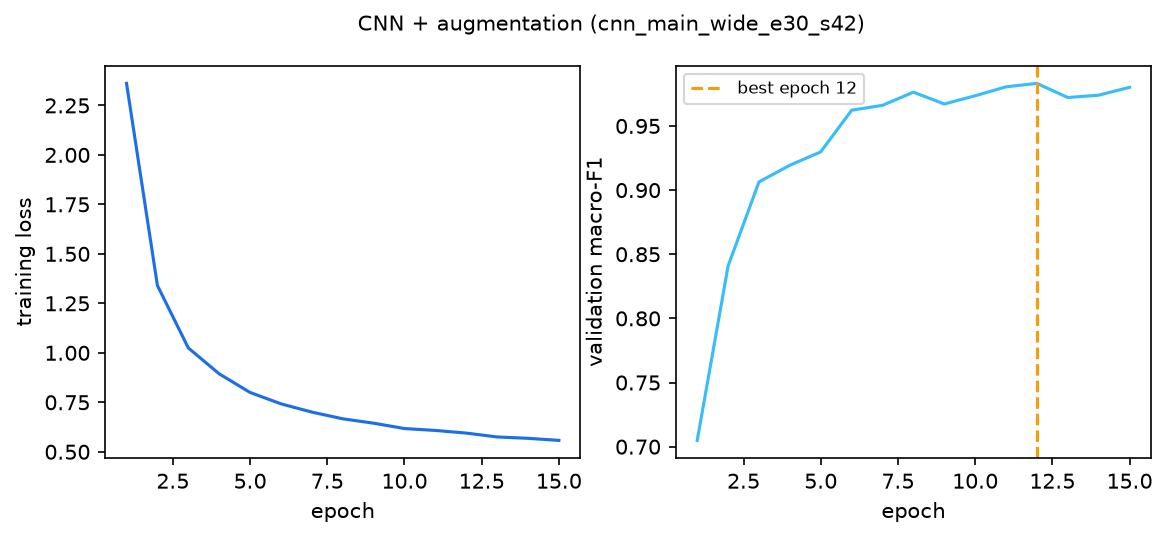 CNN + augmentation (cnn_main_wide_e30_s42)
training loss
2.25
2.00
1.75
1.50
1.25
1.00
0.75
0.50
2.5 5.0 7.5 10.0 12.5 15.0
epoch
validation macro-F1
best epoch 12
0.95
0.90
0.85
0.80
0.75
0.70
2.5 5.0 7.5 10.0 12.5 15.0
epoch